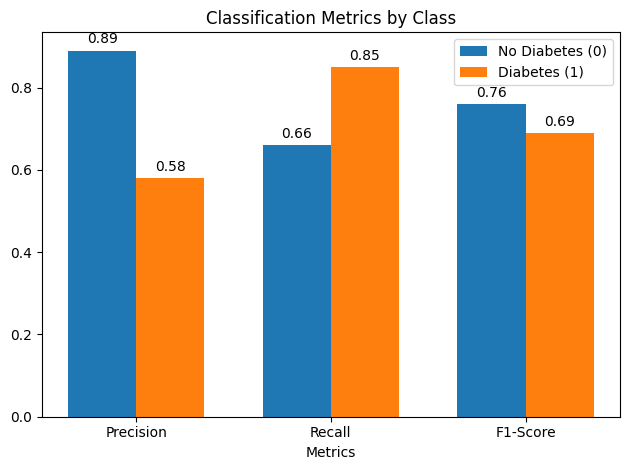 Classification Metrics by Class
No Diabetes (0)
Diabetes (1)
0.89
0.58
0.66
0.85
0.76
0.69
0.8
0.6
0.4
0.2
0.0
Precision
Recall
F1-Score
Metrics